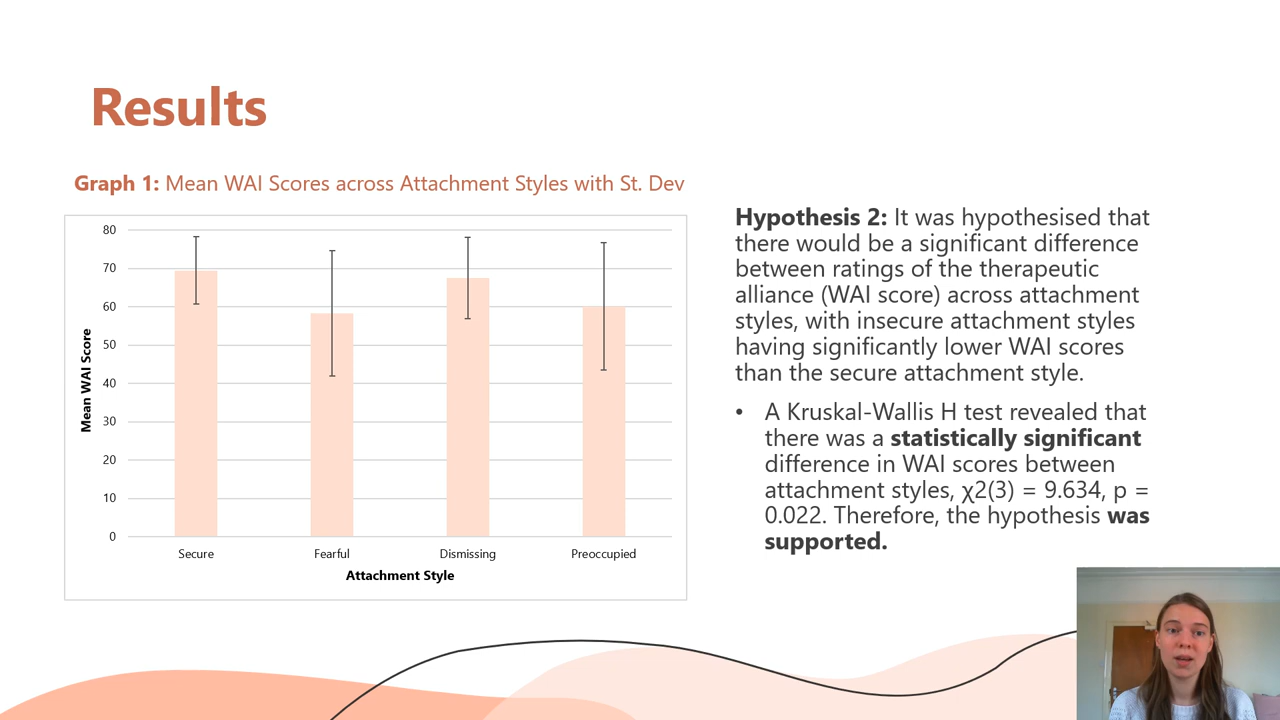 Results
Graph 1: Mean WAI Scores across Attachment Styles with St. Dev
80
70
60
50
40
30
20
10
0
Mean WAI Score
Secure
Fearful
Dismissing
Preoccupied
Attachment Style
Hypothesis 2: It was hypothesised that
there would be a significant difference
between ratings of the therapeutic
alliance (WAI score) across attachment
styles, with insecure attachment styles
having significantly lower WAI scores
than the secure attachment style.
• A Kruskal-Wallis H test revealed that
there was a statistically significant
difference in WAI scores between
attachment styles, χ2(3) = 9.634, p =
0.022. Therefore, the hypothesis was
supported.